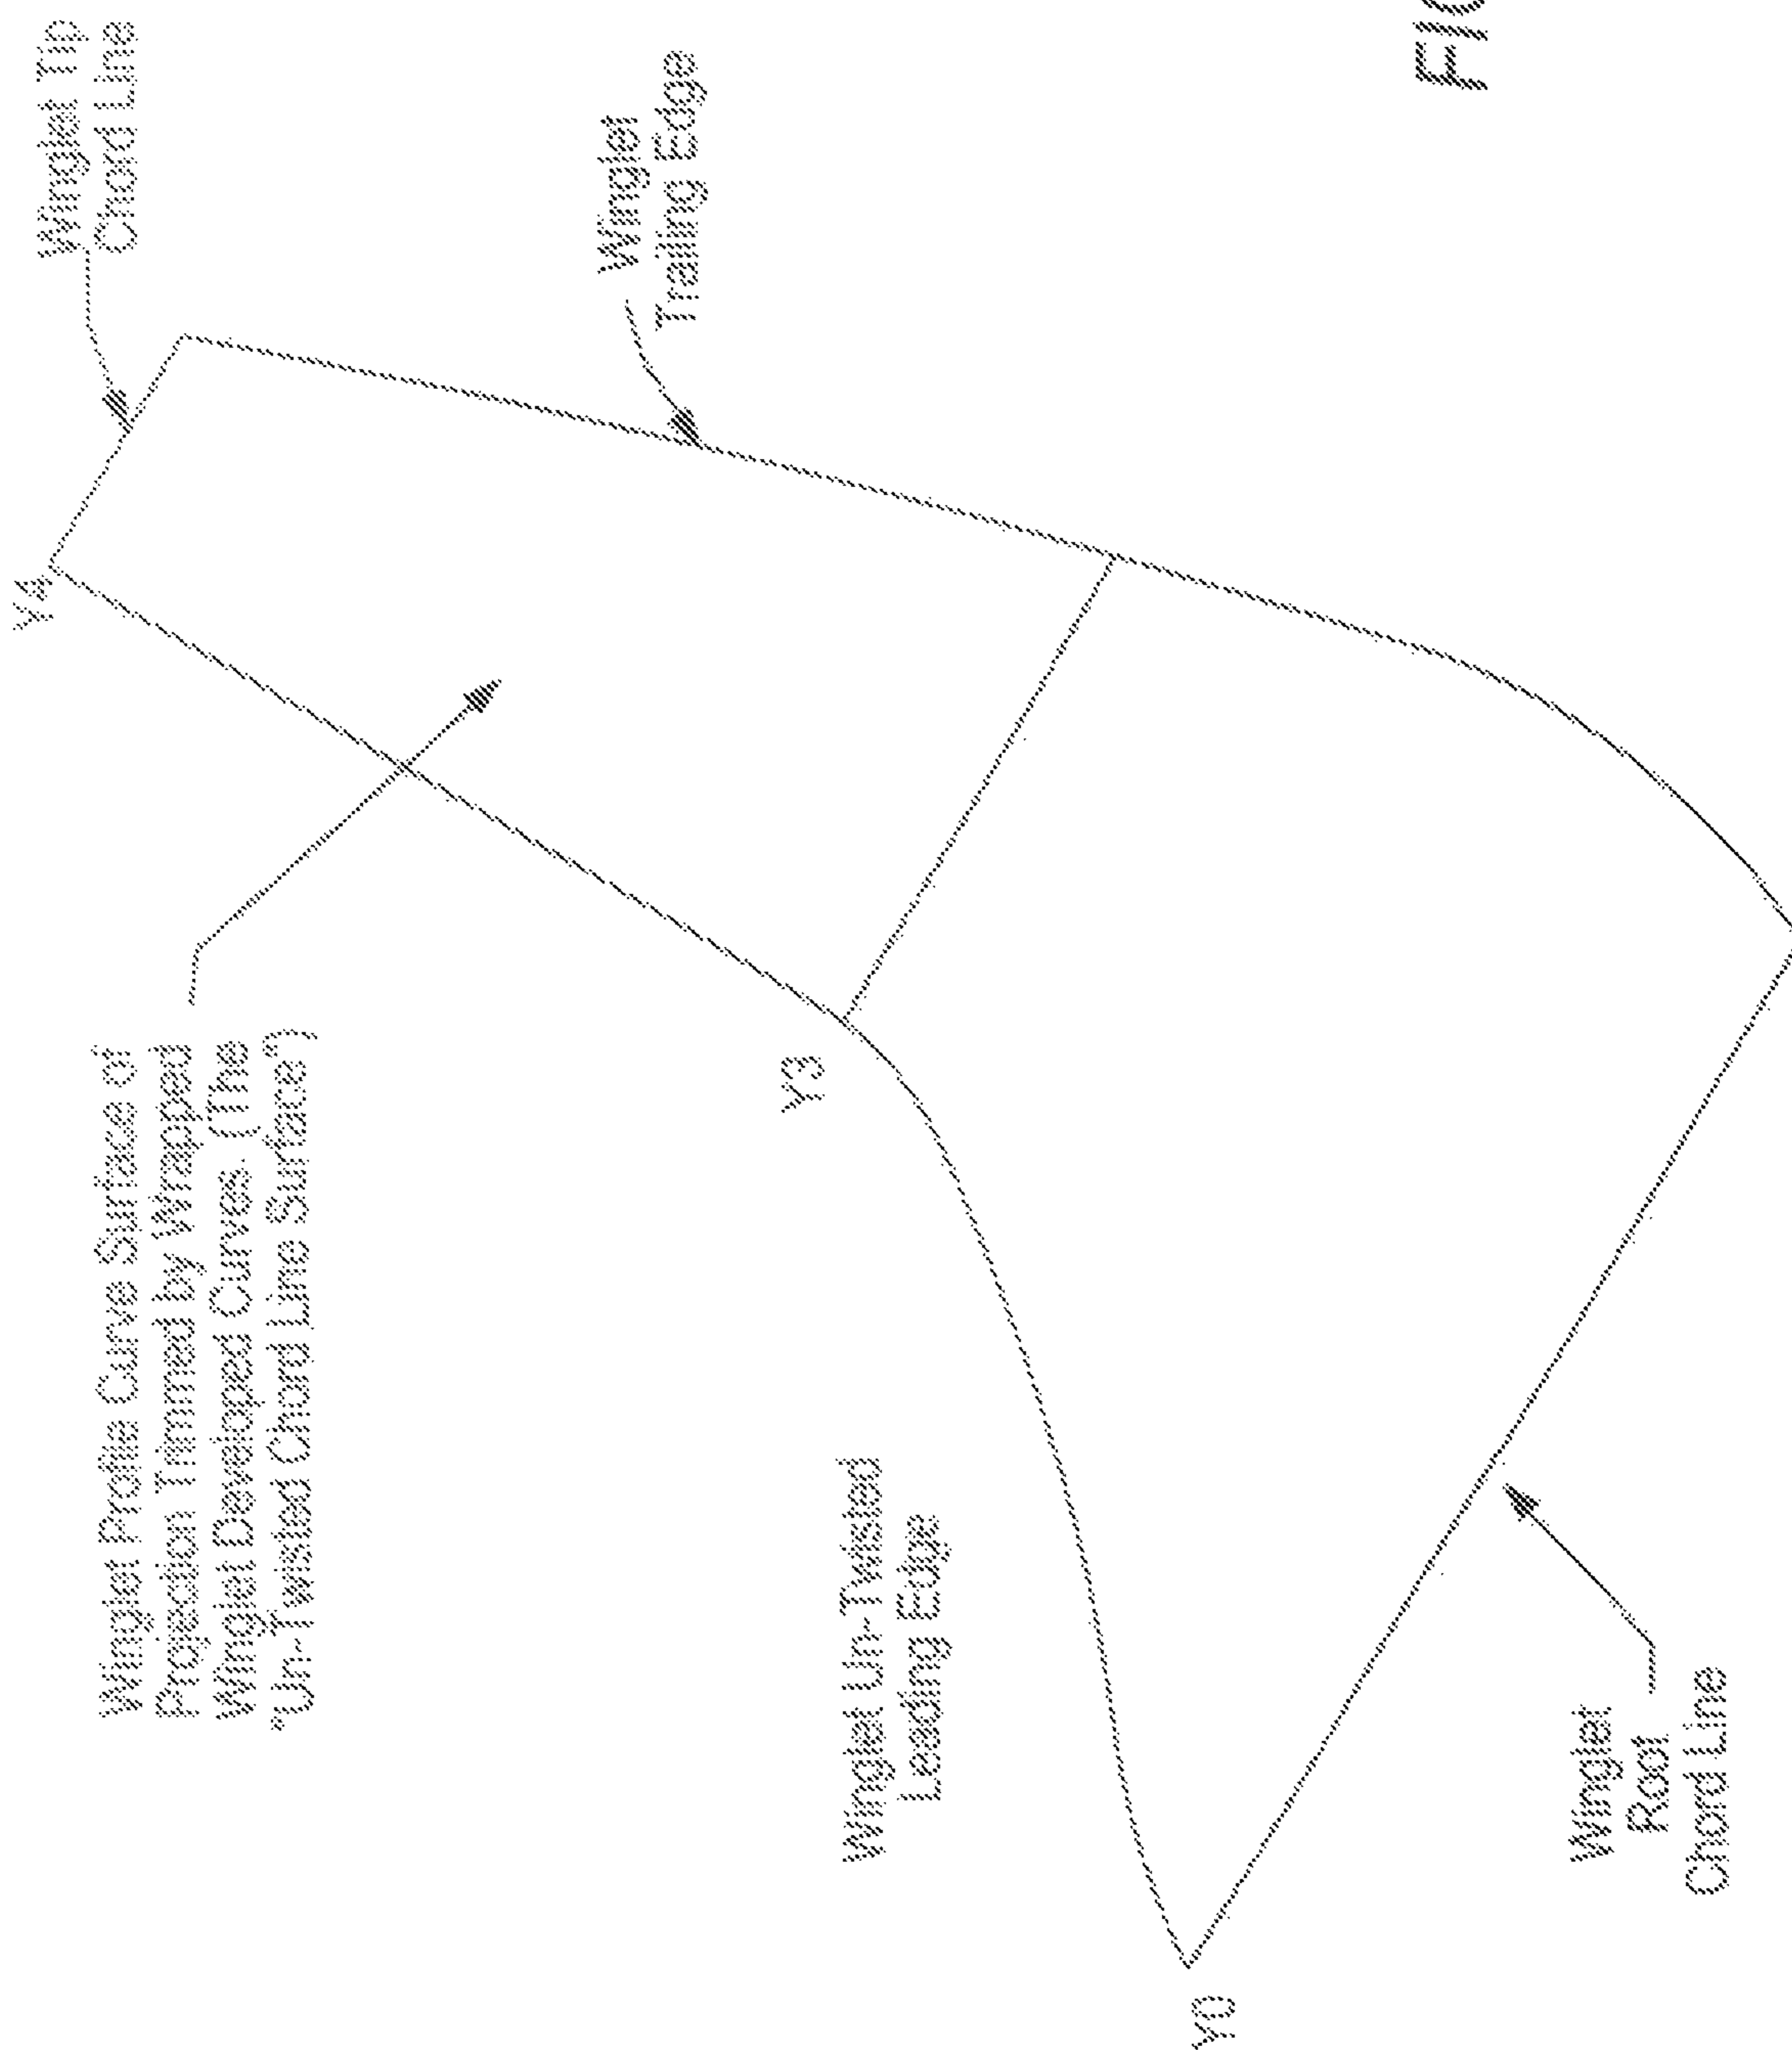 Winglet Profile Curve Surface of
Projection Trimmed by Wrapped
Winglet Developed Curves. (The
"Un-Twisted Chord Line Surface")
Y4
Winglet Tip
Chord Line
Winglet
Trailing Edge
Y3
Winglet Un-Twisted
Leading Edge
Y0
Winglet
Root
Chord Line